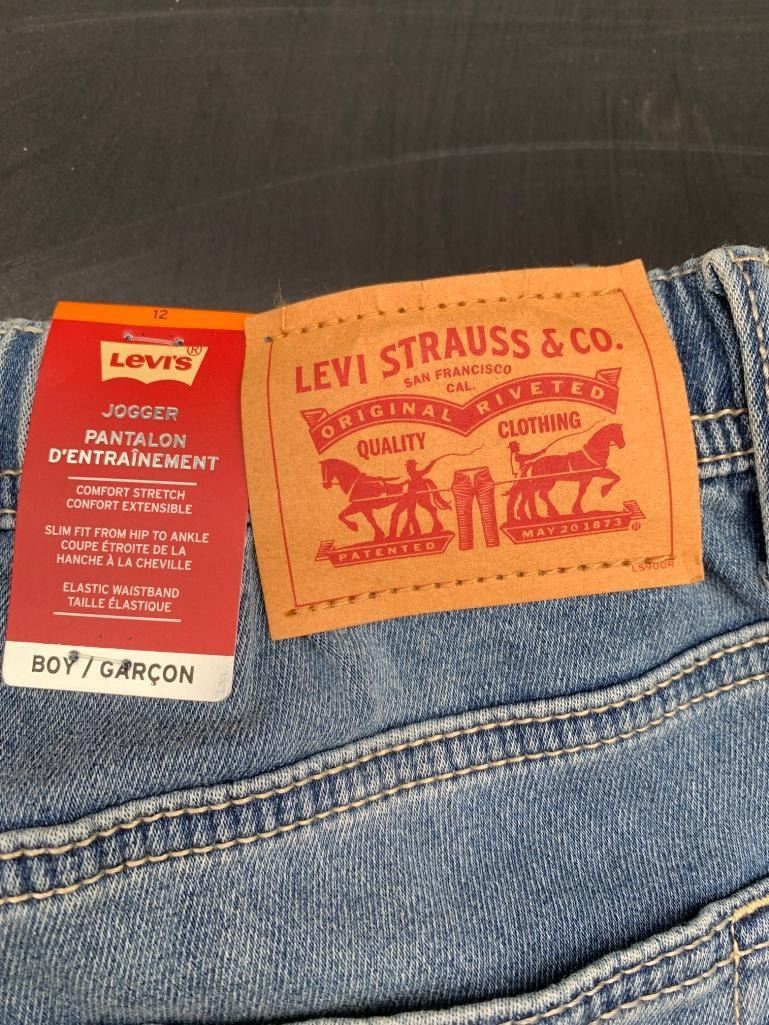 12
LEVI'S®
JOGGER
PANTALON
D'ENTRAÎNEMENT
COMFORT STRETCH
CONFORT EXTENSIBLE
SLIM FIT FROM HIP TO ANKLE
COUPE ÉTROITE DE LA
HANCHE À LA CHEVILLE
ELASTIC WAISTBAND
TAILLE ÉLASTIQUE
BOY / GARÇON
LEVI STRAUSS & CO.
SAN FRANCISCO
CAL.
ORIGINAL RIVETED
QUALITY CLOTHING
PATENTED MAY 20 1873 ®
LS900R